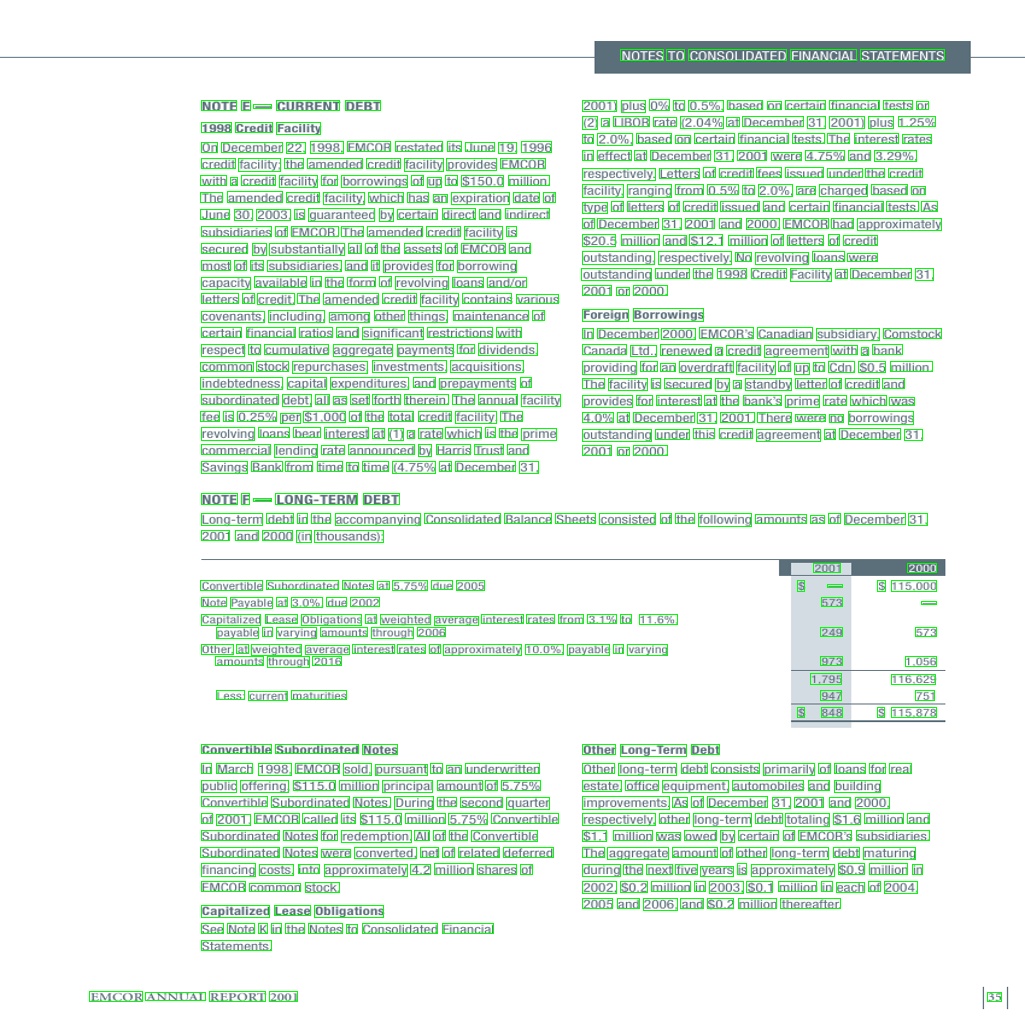 NOTES TO CONSOLIDATED FINANCIAL STATEMENTS
NOTE E — CURRENT DEBT
1998 Credit Facility
On December 22, 1998, EMCOR restated its June 19, 1996
credit facility; the amended credit facility provides EMCOR
with a credit facility for borrowings of up to $150.0 million.
The amended credit facility, which has an expiration date of
June 30, 2003, is guaranteed by certain direct and indirect
subsidiaries of EMCOR. The amended credit facility is
secured by substantially all of the assets of EMCOR and
most of its subsidiaries, and it provides for borrowing
capacity available in the form of revolving loans and/or
letters of credit. The amended credit facility contains various
covenants, including, among other things, maintenance of
certain financial ratios and significant restrictions with
respect to cumulative aggregate payments for dividends,
common stock repurchases, investments, acquisitions,
indebtedness, capital expenditures, and prepayments of
subordinated debt, all as set forth therein. The annual facility
fee is 0.25% per $1,000 of the total credit facility. The
revolving loans bear interest at (1) a rate which is the prime
commercial lending rate announced by Harris Trust and
Savings Bank from time to time (4.75% at December 31,
2001) plus 0% to 0.5%, based on certain financial tests or
(2) a LIBOR rate (2.04% at December 31, 2001) plus 1.25%
to 2.0%, based on certain financial tests. The interest rates
in effect at December 31, 2001 were 4.75% and 3.29%,
respectively. Letters of credit fees issued under the credit
facility, ranging from 0.5% to 2.0%, are charged based on
type of letters of credit issued and certain financial tests. As
of December 31, 2001 and 2000, EMCOR had approximately
$20.5 million and $12.1 million of letters of credit
outstanding, respectively. No revolving loans were
outstanding under the 1998 Credit Facility at December 31,
2001 or 2000.
Foreign Borrowings
In December 2000, EMCOR's Canadian subsidiary, Comstock
Canada Ltd., renewed a credit agreement with a bank
providing for an overdraft facility of up to Cdn. $0.5 million.
The facility is secured by a standby letter of credit and
provides for interest at the bank's prime rate which was
4.0% at December 31, 2001. There were no borrowings
outstanding under this credit agreement at December 31,
2001 or 2000.
NOTE F — LONG-TERM DEBT
Long-term debt in the accompanying Consolidated Balance Sheets consisted of the following amounts as of December 31,
2001 and 2000 (in thousands):
2001 2000
Convertible Subordinated Notes at 5.75% due 2005 $ — $ 115,000
Note Payable at 3.0% due 2002 573 —
Capitalized Lease Obligations at weighted average interest rates from 3.1% to 11.6%,
payable in varying amounts through 2006 249 573
Other, at weighted average interest rates of approximately 10.0%, payable in varying
amounts through 2016 973 1,056
1,795 116,629
Less: current maturities 947 751
$ 848 $ 115,878
Convertible Subordinated Notes
In March 1998, EMCOR sold, pursuant to an underwritten
public offering, $115.0 million principal amount of 5.75%
Convertible Subordinated Notes. During the second quarter
of 2001, EMCOR called its $115.0 million 5.75% Convertible
Subordinated Notes for redemption. All of the Convertible
Subordinated Notes were converted, net of related deferred
financing costs, into approximately 4.2 million shares of
EMCOR common stock.
Capitalized Lease Obligations
See Note K in the Notes to Consolidated Financial
Statements.
Other Long-Term Debt
Other long-term debt consists primarily of loans for real
estate, office equipment, automobiles and building
improvements. As of December 31, 2001 and 2000,
respectively, other long-term debt totaling $1.6 million and
$1.1 million was owed by certain of EMCOR's subsidiaries.
The aggregate amount of other long-term debt maturing
during the next five years is approximately $0.9 million in
2002, $0.2 million in 2003, $0.1 million in each of 2004,
2005 and 2006, and $0.2 million thereafter.
EMCOR ANNUAL REPORT 2001
35